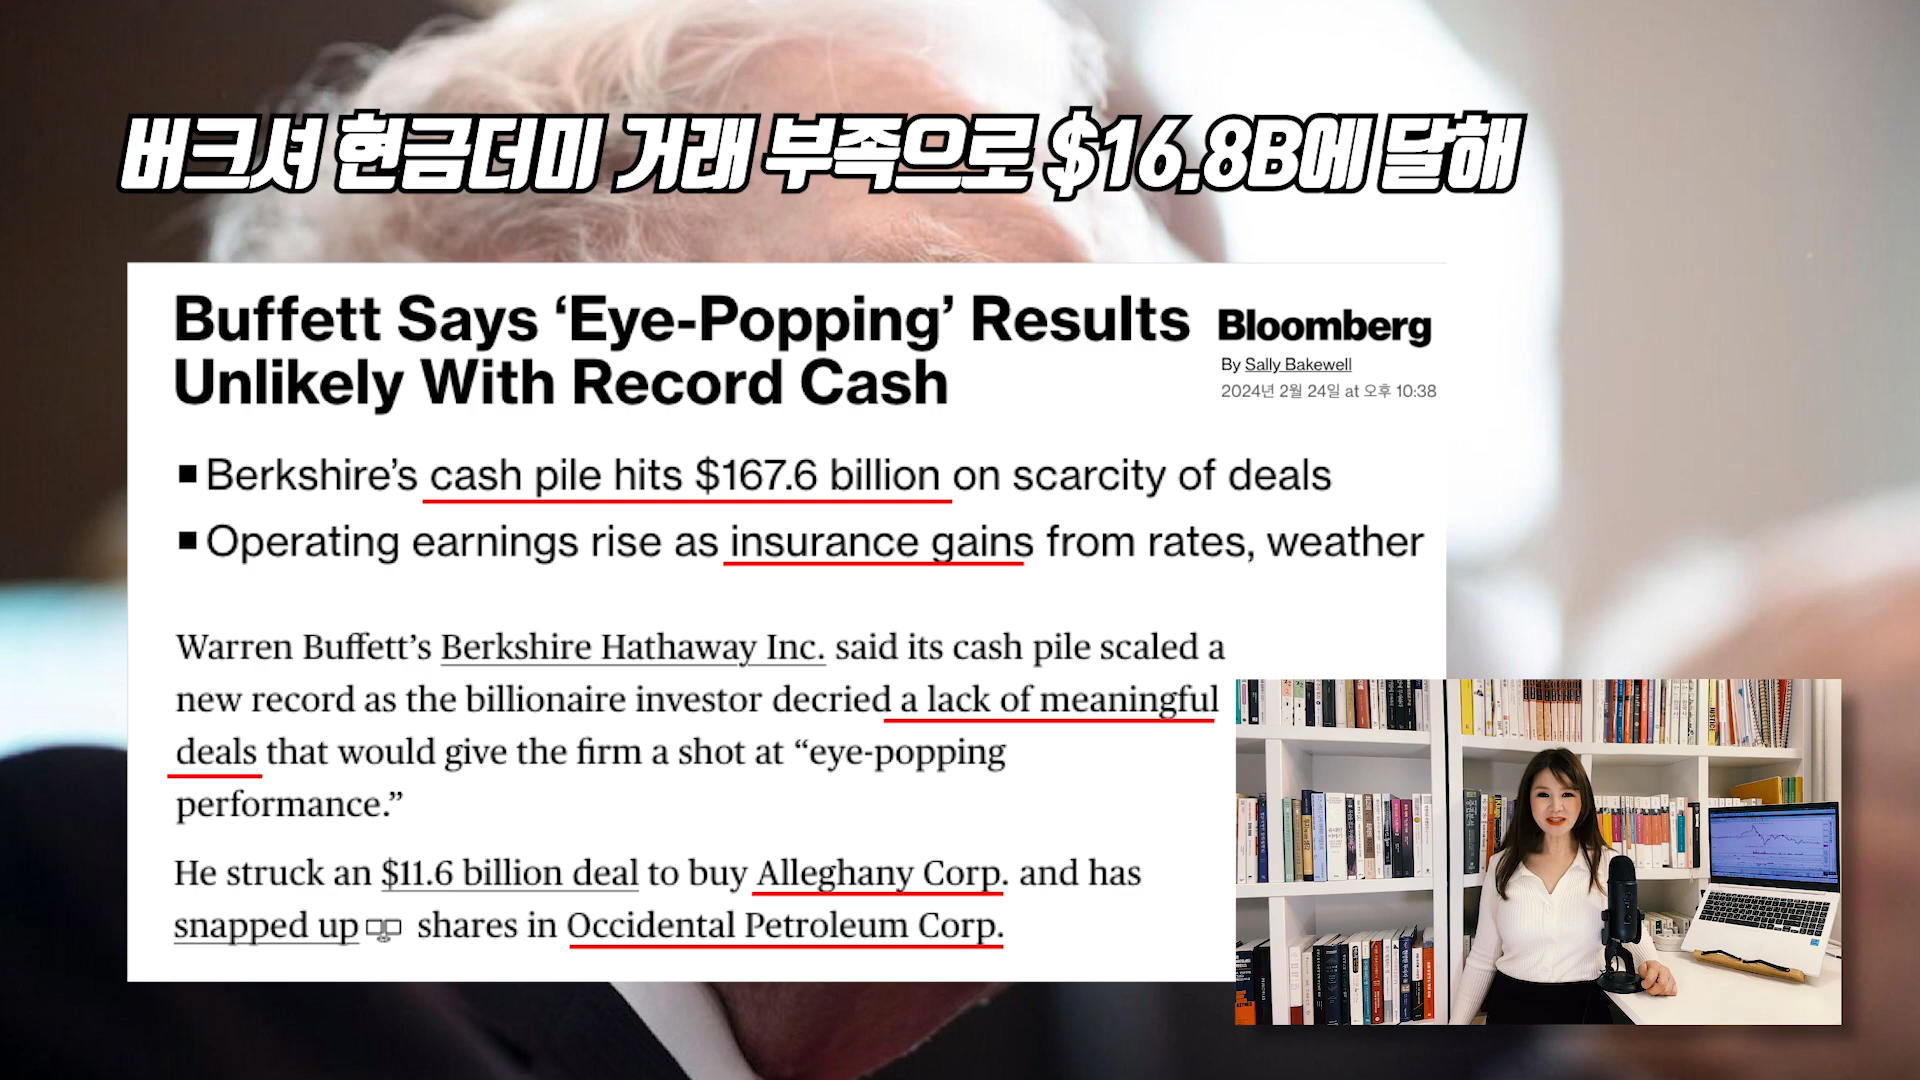 버크셔 현금더미 거래 부족으로 $16.8B에 달해
Buffett Says ‘Eye-Popping’ Results
Unlikely With Record Cash
Bloomberg
By Sally Bakewell
2024년 2월 24일 at 오후 10:38
■ Berkshire’s cash pile hits $167.6 billion on scarcity of deals
■ Operating earnings rise as insurance gains from rates, weather
Warren Buffett’s Berkshire Hathaway Inc. said its cash pile scaled a
new record as the billionaire investor decried a lack of meaningful
deals that would give the firm a shot at “eye-popping
performance.”
He struck an $11.6 billion deal to buy Alleghany Corp. and has
snapped up shares in Occidental Petroleum Corp.